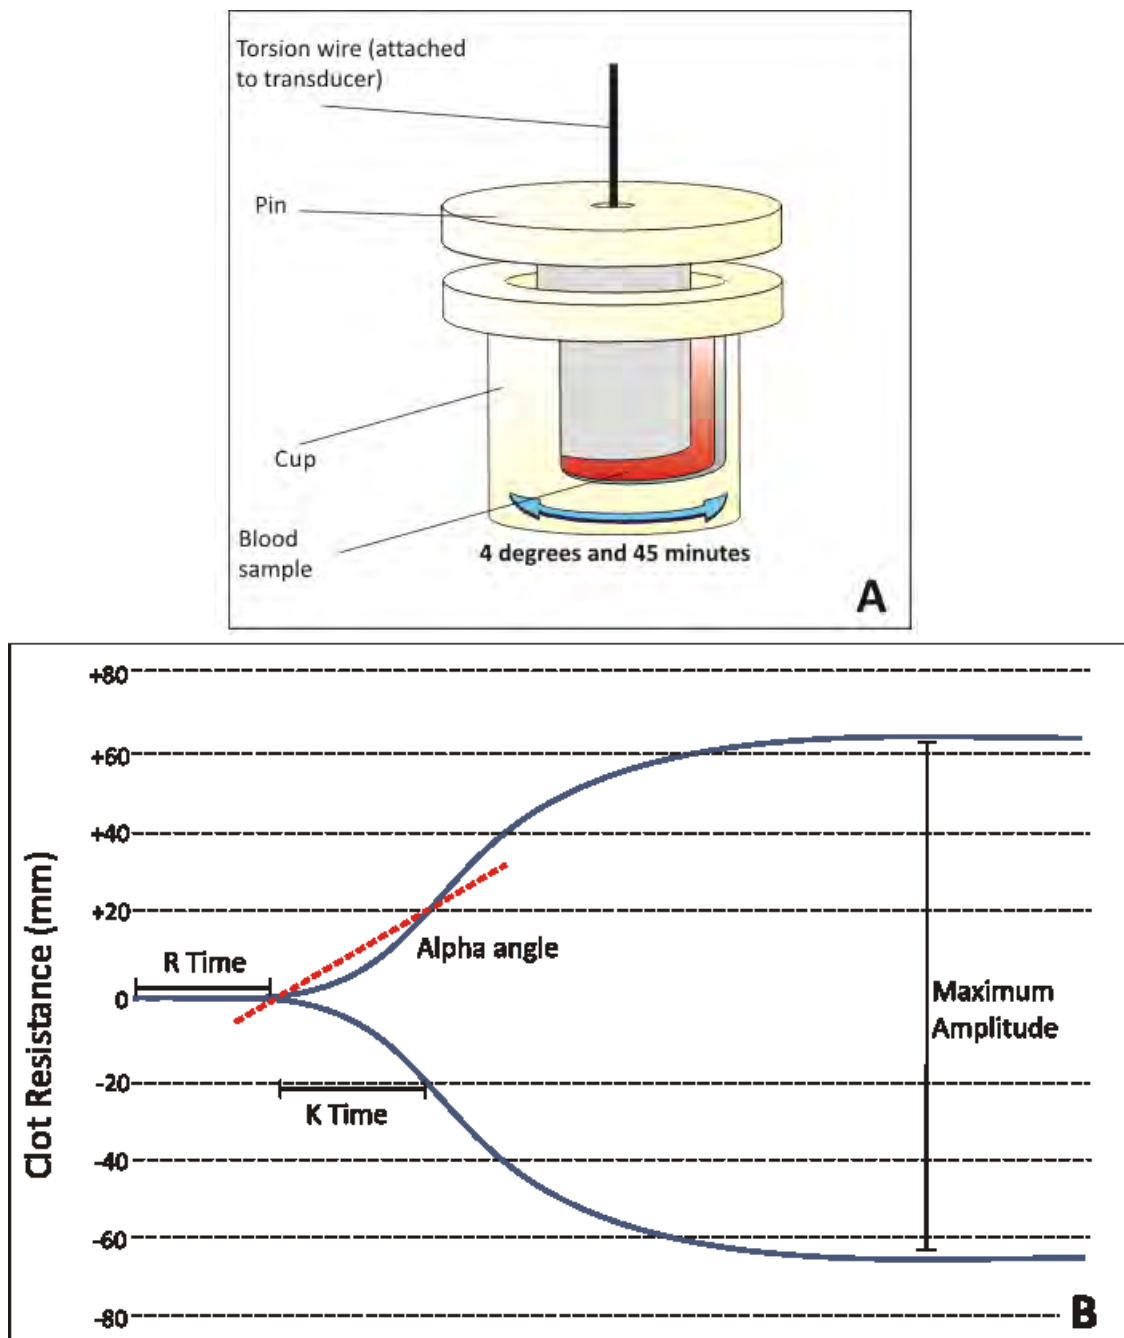 Torsion wire (attached
to transducer)
Pin
Cup
Blood
sample
4 degrees and 45 minutes
A
Clot Resistance (mm)
+80
+60
+40
+20
0
-20
-40
-60
-80
R Time
Alpha angle
K Time
Maximum
Amplitude
B